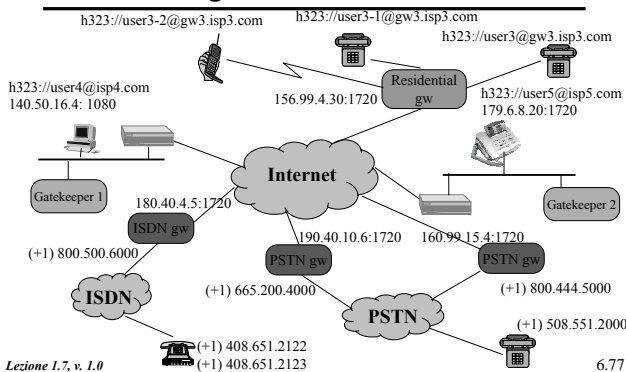 h323://user3-2@gw3.isp3.com
h323://user3-1@gw3.isp3.com
h323://user3@gw3.isp3.com
h323://user4@isp4.com
140.50.16.4: 1080
156.99.4.30:1720
Residential
gw
h323://user5@isp5.com
179.6.8.20:1720
Internet
Gatekeeper 1
Gatekeeper 2
180.40.4.5:1720
ISDN gw
190.40.10.6:1720
160.99.15.4:1720
(+1) 800.500.6000
PSTN gw
PSTN gw
(+1) 665.200.4000
(+1) 800.444.5000
ISDN
PSTN
(+1) 508.551.2000
(+1) 408.651.2122
(+1) 408.651.2123
Lezione 1.7, v. 1.0
6.77